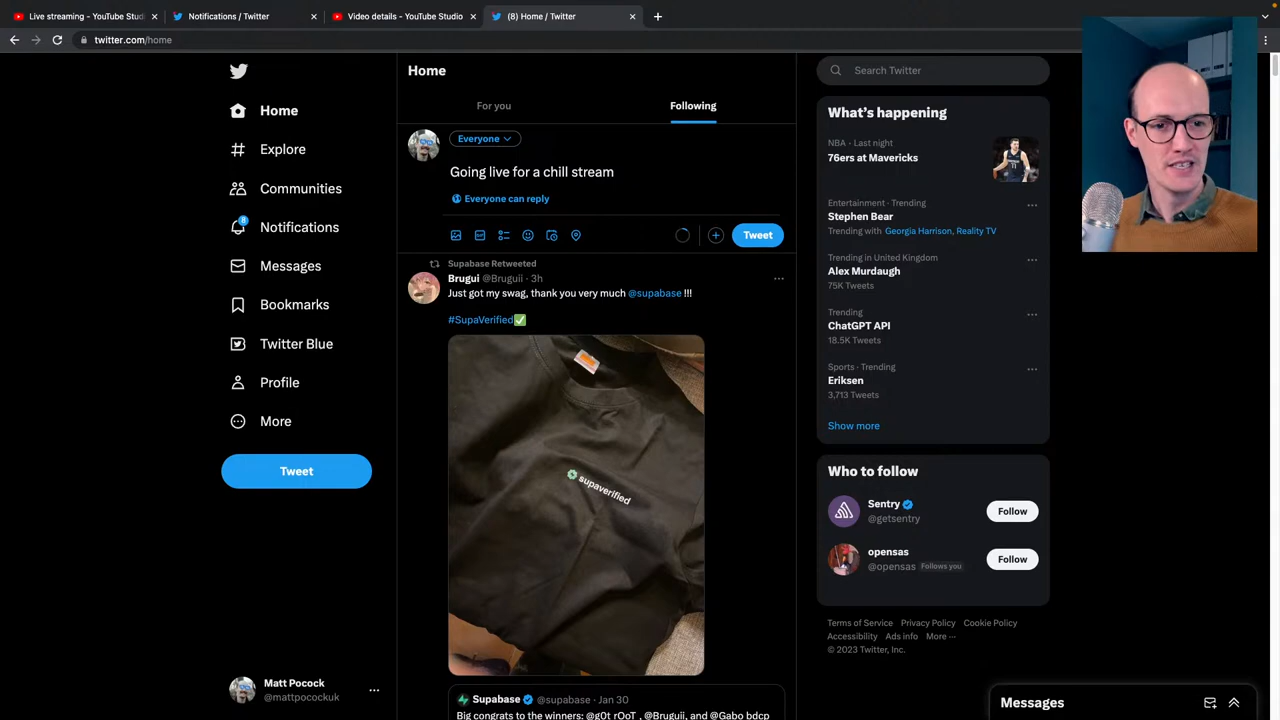 Live streaming - YouTube Studi
Notifications / Twitter
Video details - YouTube Studio
(8) Home / Twitter
twitter.com/home
Home
Explore
Communities
8
Notifications
Messages
Bookmarks
Twitter Blue
Profile
More
Tweet
Matt Pocock
@mattpocockuk
Home
For you
Following
Everyone
Going live for a chill stream
Everyone can reply
Tweet
Supabase Retweeted
Brugui @Bruguii · 3h
Just got my swag, thank you very much @supabase !!!
#SupaVerified✅
supaverified
Supabase @supabase · Jan 30
Big congrats to the winners: @g0t_rOoT_, @Bruguii, and @Gabo_bdcp
Search Twitter
What's happening
NBA · Last night
76ers at Mavericks
Entertainment · Trending
Stephen Bear
Trending with Georgia Harrison, Reality TV
Trending in United Kingdom
Alex Murdaugh
75K Tweets
Trending
ChatGPT API
18.5K Tweets
Sports · Trending
Eriksen
3,713 Tweets
Show more
Who to follow
Sentry
@getsentry
Follow
opensas
@opensas Follows you
Follow
Terms of Service Privacy Policy Cookie Policy
Accessibility Ads info More ···
© 2023 Twitter, Inc.
Messages